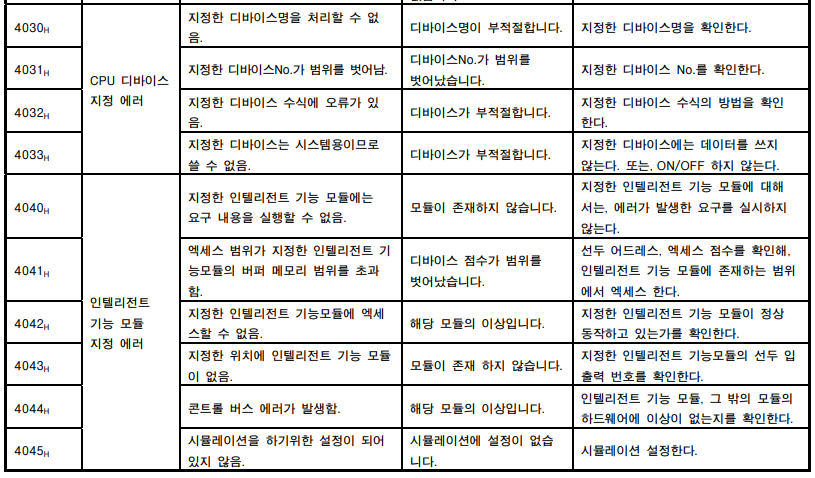 4030H
CPU 디바이스
지정 에러
지정한 디바이스명을 처리할 수 없
음.
디바이스명이 부적절합니다.
지정한 디바이스명을 확인한다.
4031H
지정한 디바이스No.가 범위를 벗어남.
디바이스No.가 범위를
벗어났습니다.
지정한 디바이스 No.를 확인한다.
4032H
지정한 디바이스 수식에 오류가 있
음.
디바이스가 부적절합니다.
지정한 디바이스 수식의 방법을 확인
한다.
4033H
지정한 디바이스는 시스템용이므로
쓸 수 없음.
디바이스가 부적절합니다.
지정한 디바이스에는 데이터를 쓰지
않는다. 또는, ON/OFF 하지 않는다.
4040H
인텔리전트
기능 모듈
지정 에러
지정한 인텔리전트 기능 모듈에는
요구 내용을 실행할 수 없음.
모듈이 존재하지 않습니다.
지정한 인텔리전트 기능 모듈에 대해
서는, 에러가 발생한 요구를 실시하지
않는다.
4041H
엑세스 범위가 지정한 인텔리전트 기
능모듈의 버퍼 메모리 범위를 초과
함.
디바이스 점수가 범위를
벗어났습니다.
선두 어드레스, 엑세스 점수를 확인해,
인텔리전트 기능 모듈에 존재하는 범위
에서 엑세스 한다.
4042H
지정한 인텔리전트 기능모듈에 엑세
스할 수 없음.
해당 모듈의 이상입니다.
지정한 인텔리전트 기능 모듈이 정상
동작하고 있는가를 확인한다.
4043H
지정한 위치에 인텔리전트 기능 모듈
이 없음.
모듈이 존재 하지 않습니다.
지정한 인텔리전트 기능모듈의 선두 입
출력 번호를 확인한다.
4044H
콘트롤 버스 에러가 발생함.
해당 모듈의 이상입니다.
인텔리전트 기능 모듈, 그 밖의 모듈의
하드웨어에 이상이 없는지를 확인한다.
4045H
시뮬레이션을 하기위한 설정이 되어
있지 않음.
시뮬레이션에 설정이 없습
니다.
시뮬레이션 설정한다.